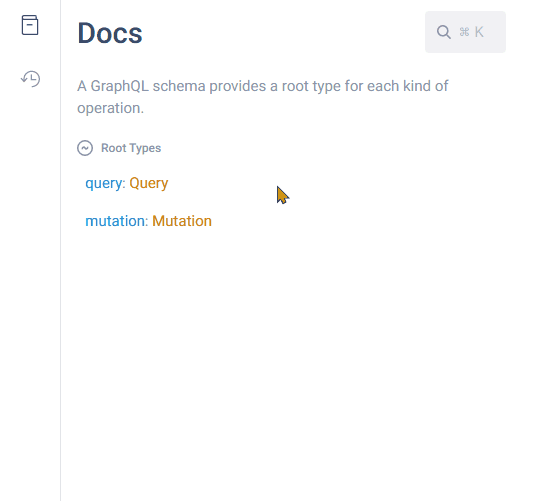 Docs
⌘ K
A GraphQL schema provides a root type for each kind of
operation.
Root Types
query: Query
mutation: Mutation